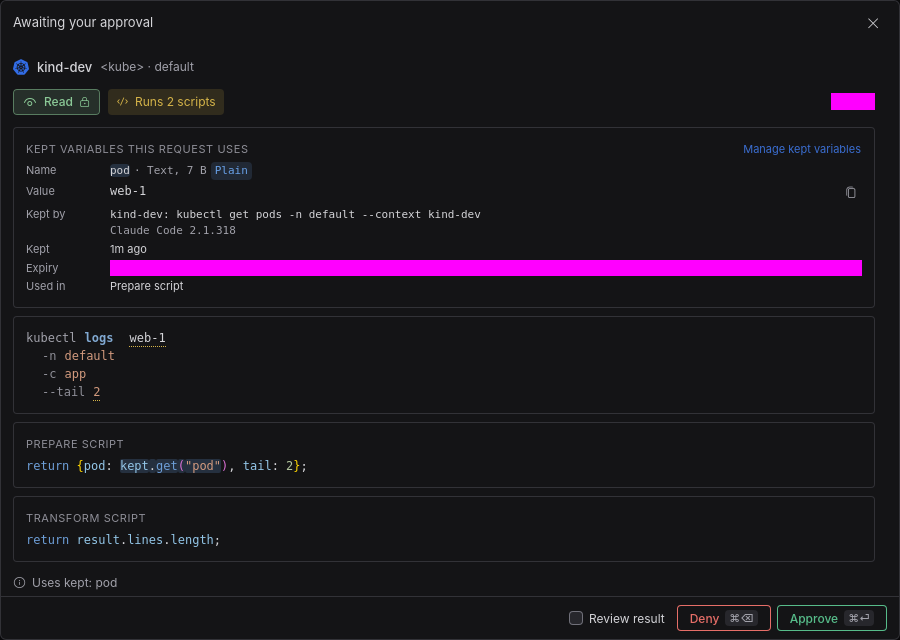 Awaiting your approval
kind-dev <kube> · default
Read Runs 2 scripts
KEPT VARIABLES THIS REQUEST USES Manage kept variables
Name pod · Text, 7 B Plain
Value web-1
Kept by kind-dev: kubectl get pods -n default --context kind-dev
Claude Code 2.1.318
Kept 1m ago
Expiry
Used in Prepare script
kubectl logs web-1
-n default
-c app
--tail 2
PREPARE SCRIPT
return {pod: kept.get("pod"), tail: 2};
TRANSFORM SCRIPT
return result.lines.length;
Uses kept: pod
Review result Deny ⌘⌫ Approve ⌘⏎